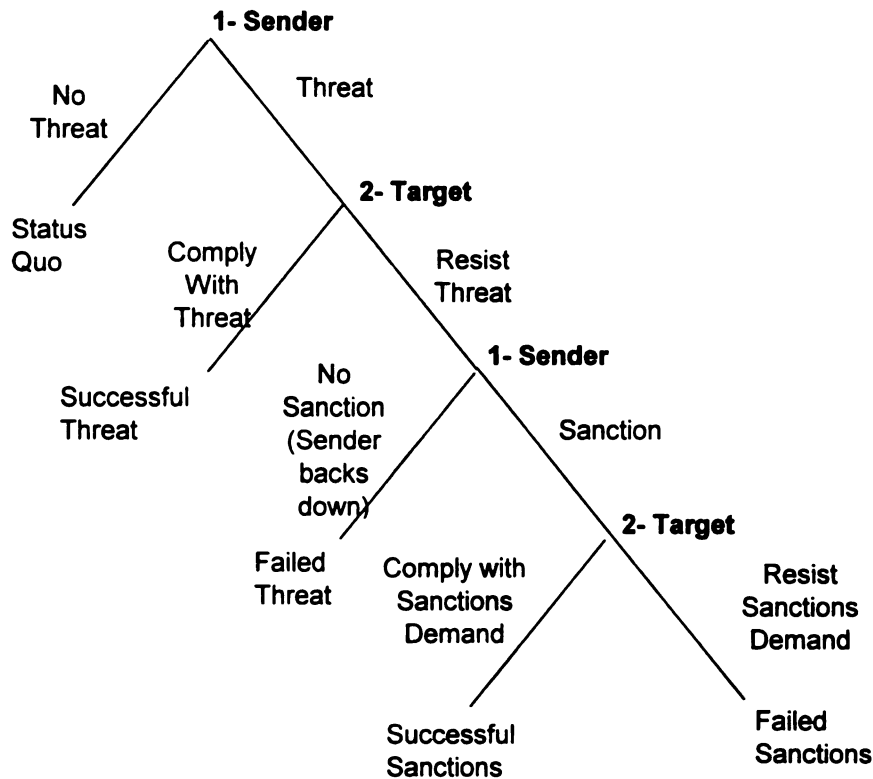 1- Sender
No
Threat
Threat
2- Target
Status
Quo
Comply
With
Threat
Resist
Threat
1- Sender
Successful
Threat
No
Sanction
(Sender
backs
down)
Sanction
2- Target
Failed
Threat
Comply with
Sanctions
Demand
Resist
Sanctions
Demand
Successful
Sanctions
Failed
Sanctions